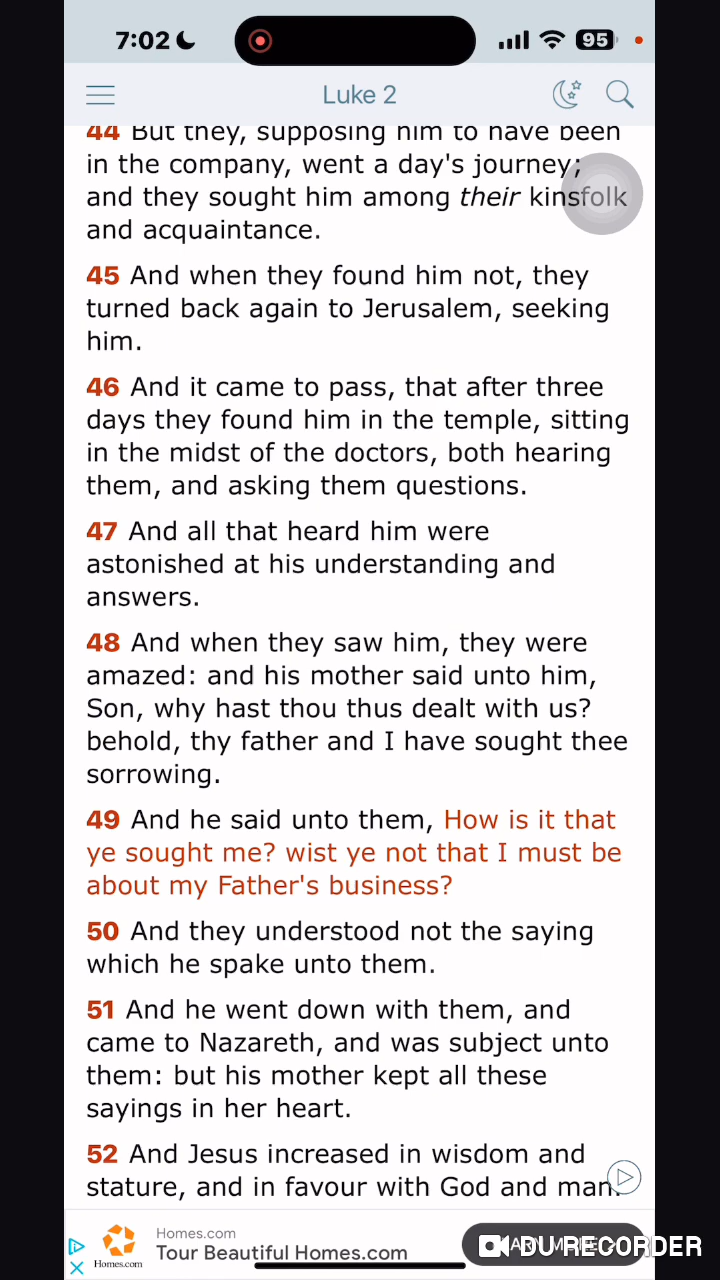 7:02
95
Luke 2
44 But they, supposing him to have been
in the company, went a day's journey;
and they sought him among their kinsfolk
and acquaintance.
45 And when they found him not, they
turned back again to Jerusalem, seeking
him.
46 And it came to pass, that after three
days they found him in the temple, sitting
in the midst of the doctors, both hearing
them, and asking them questions.
47 And all that heard him were
astonished at his understanding and
answers.
48 And when they saw him, they were
amazed: and his mother said unto him,
Son, why hast thou thus dealt with us?
behold, thy father and I have sought thee
sorrowing.
49 And he said unto them, How is it that
ye sought me? wist ye not that I must be
about my Father's business?
50 And they understood not the saying
which he spake unto them.
51 And he went down with them, and
came to Nazareth, and was subject unto
them: but his mother kept all these
sayings in her heart.
52 And Jesus increased in wisdom and
stature, and in favour with God and man.
Homes.com
Tour Beautiful Homes.com
Homes.com
DU RECORDER